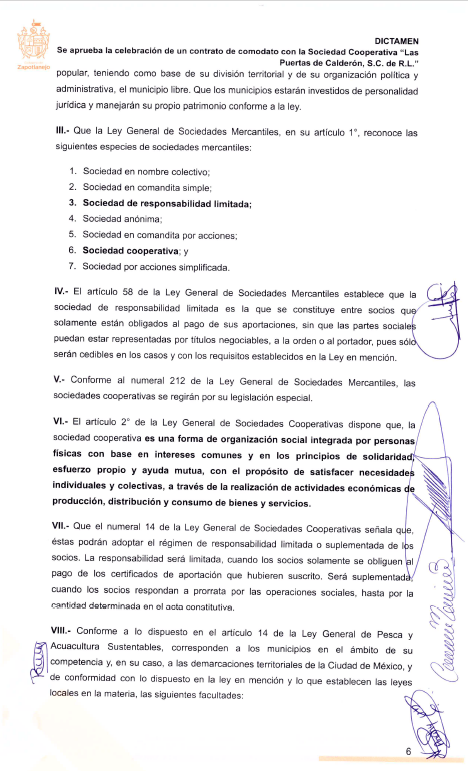 Zapotlanejo
DICTAMEN
Se aprueba la celebración de un contrato de comodato con la Sociedad Cooperativa "Las
Puertas de Calderón, S.C. de R.L."
popular, teniendo como base de su división territorial y de su organización política y
administrativa, el municipio libre. Que los municipios estarán investidos de personalidad
jurídica y manejarán su propio patrimonio conforme a la ley.
III.- Que la Ley General de Sociedades Mercantiles, en su artículo 1°, reconoce las
siguientes especies de sociedades mercantiles:
1. Sociedad en nombre colectivo;
2. Sociedad en comandita simple;
3. Sociedad de responsabilidad limitada;
4. Sociedad anónima;
5. Sociedad en comandita por acciones;
6. Sociedad cooperativa; y
7. Sociedad por acciones simplificada.
IV.- El artículo 58 de la Ley General de Sociedades Mercantiles establece que la
sociedad de responsabilidad limitada es la que se constituye entre socios que
solamente están obligados al pago de sus aportaciones, sin que las partes sociales
puedan estar representadas por títulos negociables, a la orden o al portador, pues sólo
serán cedibles en los casos y con los requisitos establecidos en la Ley en mención.
V.- Conforme al numeral 212 de la Ley General de Sociedades Mercantiles, las
sociedades cooperativas se regirán por su legislación especial.
VI.- El artículo 2° de la Ley General de Sociedades Cooperativas dispone que, la
sociedad cooperativa es una forma de organización social integrada por personas
físicas con base en intereses comunes y en los principios de solidaridad,
esfuerzo propio y ayuda mutua, con el propósito de satisfacer necesidades
individuales y colectivas, a través de la realización de actividades económicas de
producción, distribución y consumo de bienes y servicios.
VII.- Que el numeral 14 de la Ley General de Sociedades Cooperativas señala que,
éstas podrán adoptar el régimen de responsabilidad limitada o suplementada de los
socios. La responsabilidad será limitada, cuando los socios solamente se obliguen al
pago de los certificados de aportación que hubieren suscrito. Será suplementada,
cuando los socios respondan a prorrata por las operaciones sociales, hasta por la
cantidad determinada en el acta constitutiva.
VIII.- Conforme a lo dispuesto en el artículo 14 de la Ley General de Pesca y
Acuacultura Sustentables, corresponden a los municipios en el ámbito de su
competencia y, en su caso, a las demarcaciones territoriales de la Ciudad de México, y
de conformidad con lo dispuesto en la ley en mención y lo que establecen las leyes
locales en la materia, las siguientes facultades:
6